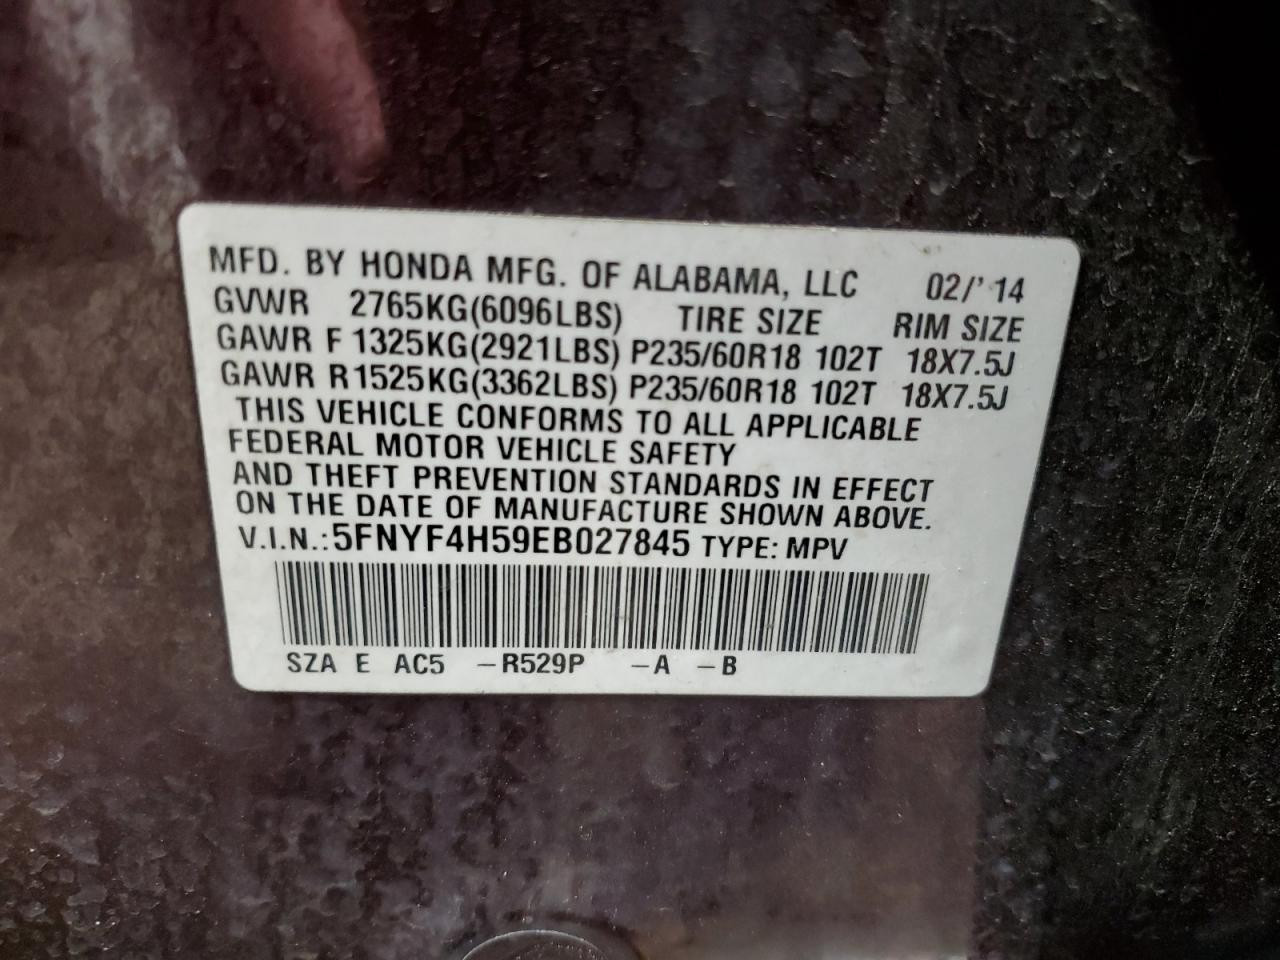 MFD. BY HONDA MFG. OF ALABAMA, LLC 02/'14
GVWR 2765KG(6096LBS) TIRE SIZE RIM SIZE
GAWR F 1325KG(2921LBS) P235/60R18 102T 18X7.5J
GAWR R1525KG(3362LBS) P235/60R18 102T 18X7.5J
THIS VEHICLE CONFORMS TO ALL APPLICABLE
FEDERAL MOTOR VEHICLE SAFETY
AND THEFT PREVENTION STANDARDS IN EFFECT
ON THE DATE OF MANUFACTURE SHOWN ABOVE.
V.I.N.:5FNYF4H59EB027845 TYPE: MPV
SZA E AC5 -R529P -A -B